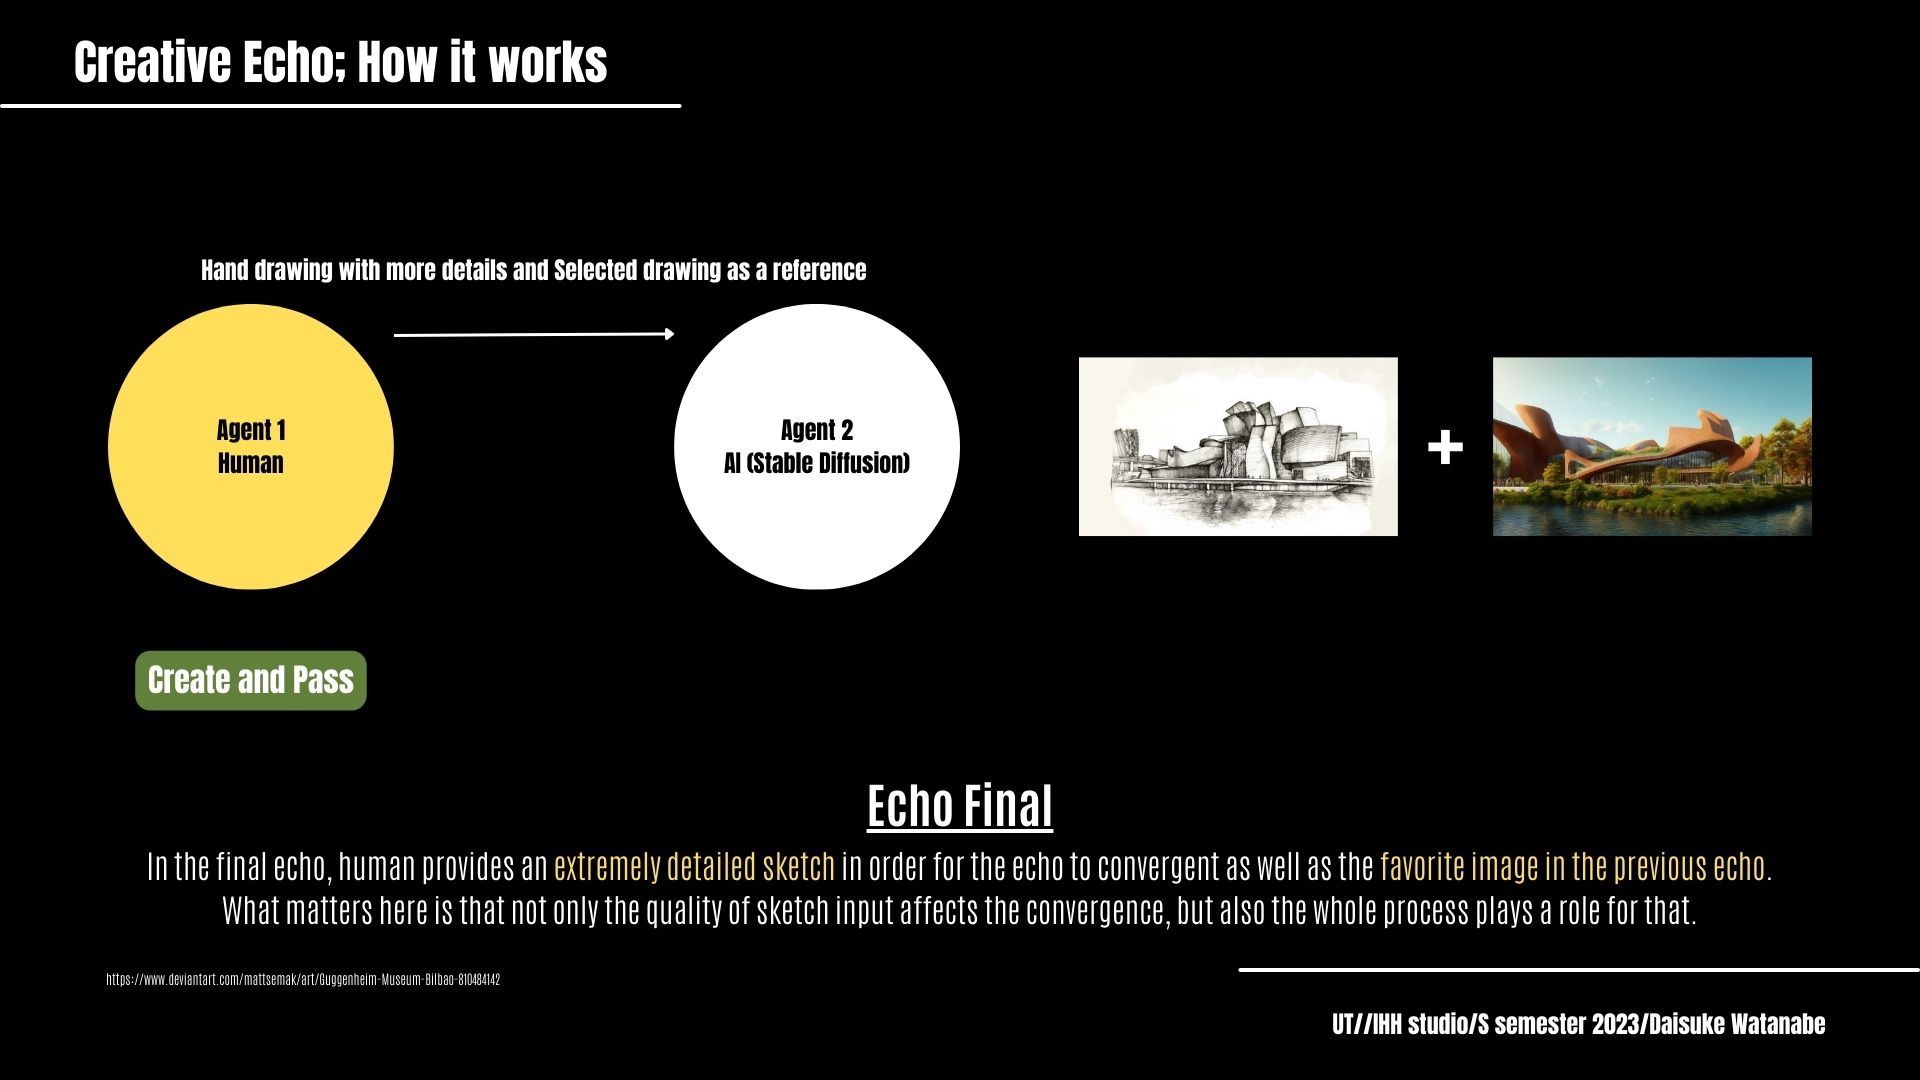 Creative Echo; How it works
Hand drawing with more details and Selected drawing as a reference
Agent 1
Human
Agent 2
AI (Stable Diffusion)
+
Create and Pass
Echo Final
In the final echo, human provides an extremely detailed sketch in order for the echo to convergent as well as the favorite image in the previous echo.
What matters here is that not only the quality of sketch input affects the convergence, but also the whole process plays a role for that.
https://www.deviantart.com/mattsemak/art/Guggenheim-Museum-Bilbao-810484142
UT//IHH studio/S semester 2023/Daisuke Watanabe